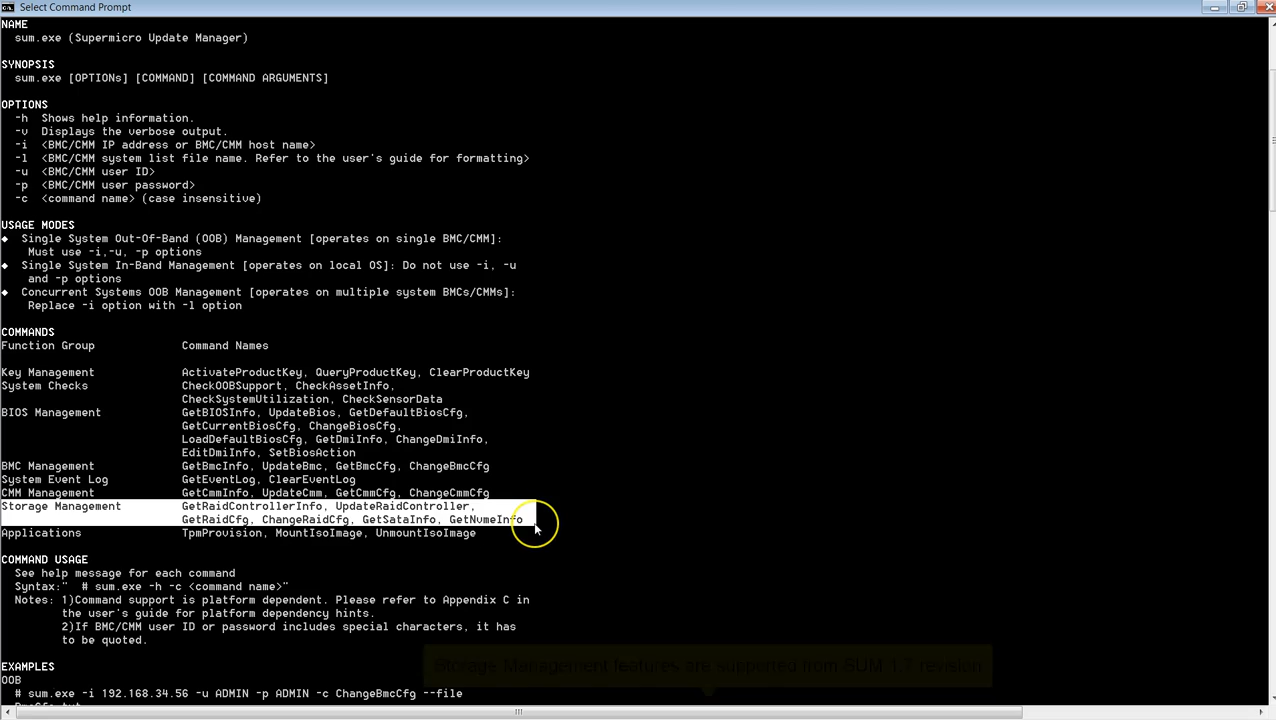 Select Command Prompt
NAME
sum.exe (Supermicro Update Manager)
SYNOPSIS
sum.exe [OPTIONs] [COMMAND] [COMMAND ARGUMENTS]
OPTIONS
-h Shows help information.
-v Displays the verbose output.
-i <BMC/CMM IP address or BMC/CMM host name>
-l <BMC/CMM system list file name. Refer to the user's guide for formatting>
-u <BMC/CMM user ID>
-p <BMC/CMM user password>
-c <command name> (case insensitive)
USAGE MODES
◆ Single System Out-Of-Band (OOB) Management [operates on single BMC/CMM]:
Must use -i,-u, -p options
◆ Single System In-Band Management [operates on local OS]: Do not use -i, -u
and -p options
◆ Concurrent Systems OOB Management [operates on multiple system BMCs/CMMs]:
Replace -i option with -l option
COMMANDS
Function Group Command Names
Key Management ActivateProductKey, QueryProductKey, ClearProductKey
System Checks CheckOOBSupport, CheckAssetInfo,
CheckSystemUtilization, CheckSensorData
BIOS Management GetBIOSInfo, UpdateBios, GetDefaultBiosCfg,
GetCurrentBiosCfg, ChangeBiosCfg,
LoadDefaultBiosCfg, GetDmiInfo, ChangeDmiInfo,
EditDmiInfo, SetBiosAction
BMC Management GetBmcInfo, UpdateBmc, GetBmcCfg, ChangeBmcCfg
System Event Log GetEventLog, ClearEventLog
CMM Management GetCmmInfo, UpdateCmm, GetCmmCfg, ChangeCmmCfg
Storage Management GetRaidControllerInfo, UpdateRaidController,
GetRaidCfg, ChangeRaidCfg, GetSataInfo, GetNvmeInfo
Applications TpmProvision, MountIsoImage, UnmountIsoImage
COMMAND USAGE
See help message for each command
Syntax:" # sum.exe -h -c <command name>"
Notes: 1)Command support is platform dependent. Please refer to Appendix C in
the user's guide for platform dependency hints.
2)If BMC/CMM user ID or password includes special characters, it has
to be quoted.
Storage Management features are supported from SUM 1.7 revision
EXAMPLES
OOB
# sum.exe -i 192.168.34.56 -u ADMIN -p ADMIN -c ChangeBmcCfg --file